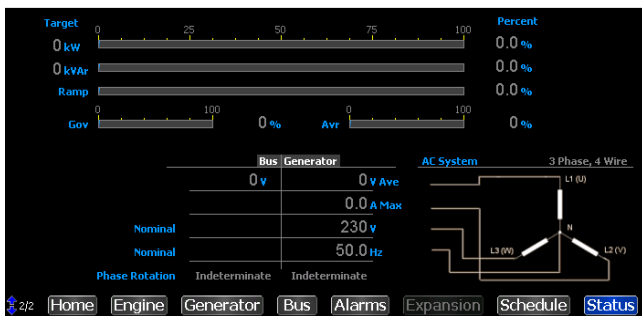 Target Percent
0 25 50 75 100
0 kW 0.0 %
0 kVAr 0.0 %
Ramp 0.0 %
0 100 0 100
Gov 0 % Avr 0 %
Bus Generator AC System 3 Phase, 4 Wire
0 V 0 V Ave L1 (U)
0.0 A Max
Nominal 230 V N
Nominal 50.0 Hz L3 (W) L2 (V)
Phase Rotation Indeterminate Indeterminate
2/2 Home Engine Generator Bus Alarms Expansion Schedule Status